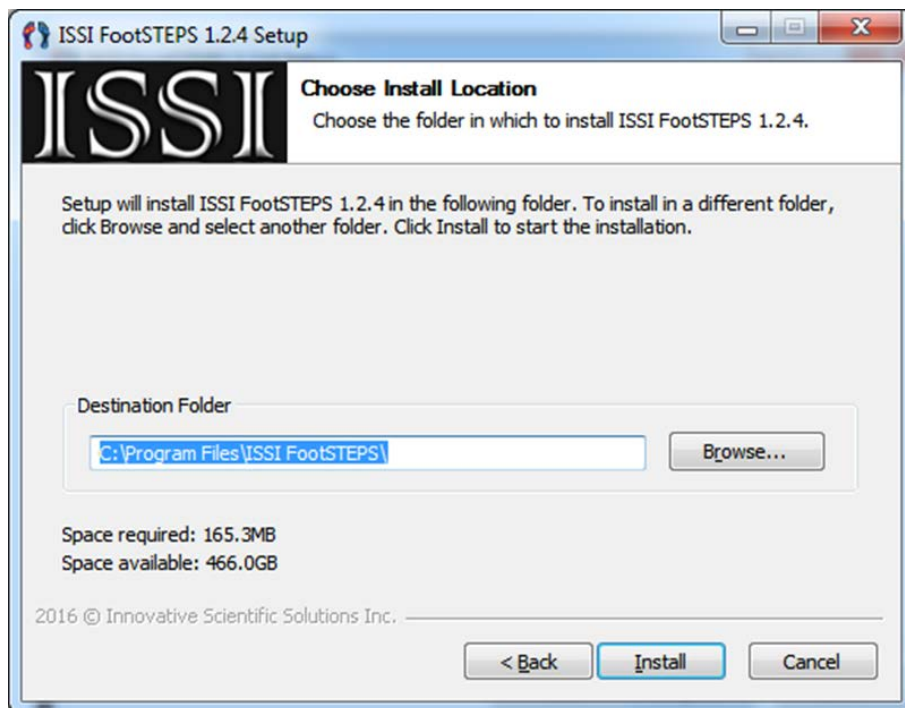 ISSI FootSTEPS 1.2.4 Setup
ISSI
Choose Install Location
Choose the folder in which to install ISSI FootSTEPS 1.2.4.
Setup will install ISSI FootSTEPS 1.2.4 in the following folder. To install in a different folder,
click Browse and select another folder. Click Install to start the installation.
Destination Folder
C:\Program Files\ISSI FootSTEPS\
Browse...
Space required: 165.3MB
Space available: 466.0GB
2016 © Innovative Scientific Solutions Inc.
< Back
Install
Cancel